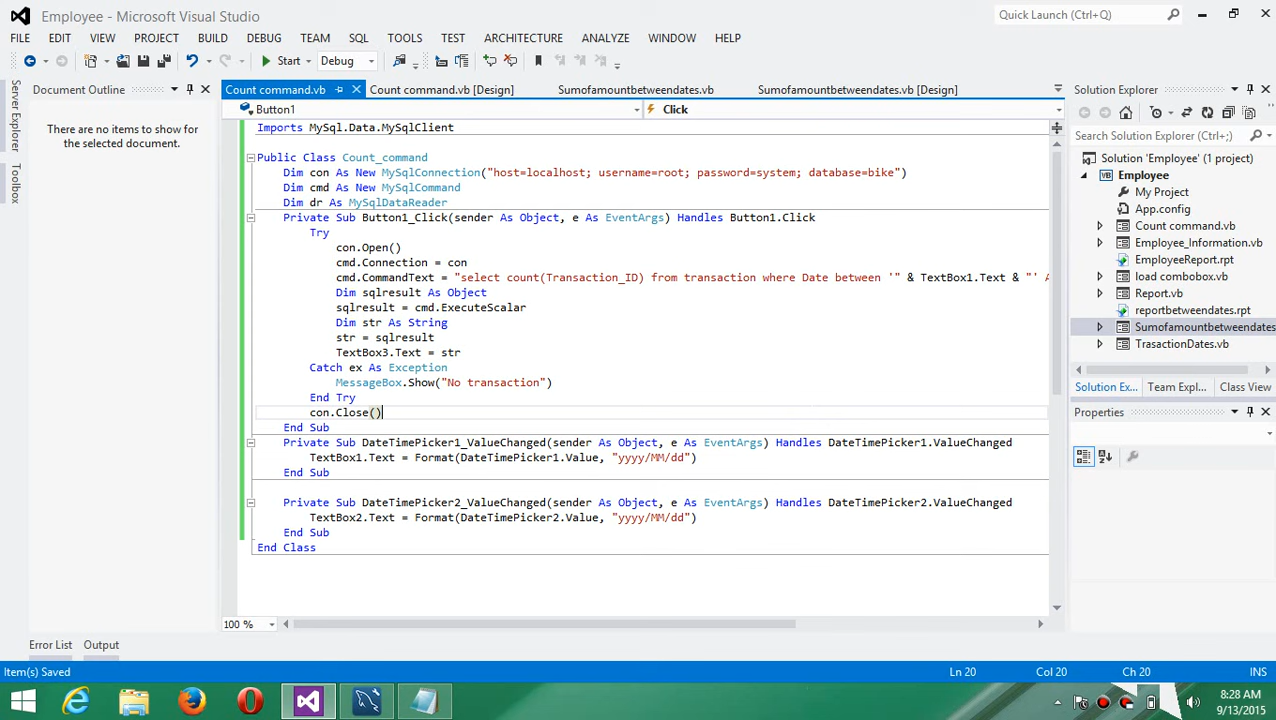 Employee - Microsoft Visual Studio
Quick Launch (Ctrl+Q)
FILE EDIT VIEW PROJECT BUILD DEBUG TEAM SQL TOOLS TEST ARCHITECTURE ANALYZE WINDOW HELP
Start Debug
Server Explorer
Toolbox
Document Outline
There are no items to show for
the selected document.
Count command.vb Count command.vb [Design] Sumofamountbetweendates.vb Sumofamountbetweendates.vb [Design]
Button1 Click
Imports MySql.Data.MySqlClient
Public Class Count_command
Dim con As New MySqlConnection("host=localhost; username=root; password=system; database=bike")
Dim cmd As New MySqlCommand
Dim dr As MySqlDataReader
Private Sub Button1_Click(sender As Object, e As EventArgs) Handles Button1.Click
Try
con.Open()
cmd.Connection = con
cmd.CommandText = "select count(Transaction_ID) from transaction where Date between '" & TextBox1.Text & "' A
Dim sqlresult As Object
sqlresult = cmd.ExecuteScalar
Dim str As String
str = sqlresult
TextBox3.Text = str
Catch ex As Exception
MessageBox.Show("No transaction")
End Try
con.Close()
End Sub
Private Sub DateTimePicker1_ValueChanged(sender As Object, e As EventArgs) Handles DateTimePicker1.ValueChanged
TextBox1.Text = Format(DateTimePicker1.Value, "yyyy/MM/dd")
End Sub
Private Sub DateTimePicker2_ValueChanged(sender As Object, e As EventArgs) Handles DateTimePicker2.ValueChanged
TextBox2.Text = Format(DateTimePicker2.Value, "yyyy/MM/dd")
End Sub
End Class
100 %
Solution Explorer
Search Solution Explorer (Ctrl+;)
Solution 'Employee' (1 project)
Employee
My Project
App.config
Count command.vb
Employee_Information.vb
EmployeeReport.rpt
load combobox.vb
Report.vb
reportbetweendates.rpt
Sumofamountbetweendates
TrasactionDates.vb
Solution Ex... Team Expl... Class View
Properties
Error List Output
Item(s) Saved Ln 20 Col 20 Ch 20 INS
8:28 AM
9/13/2015